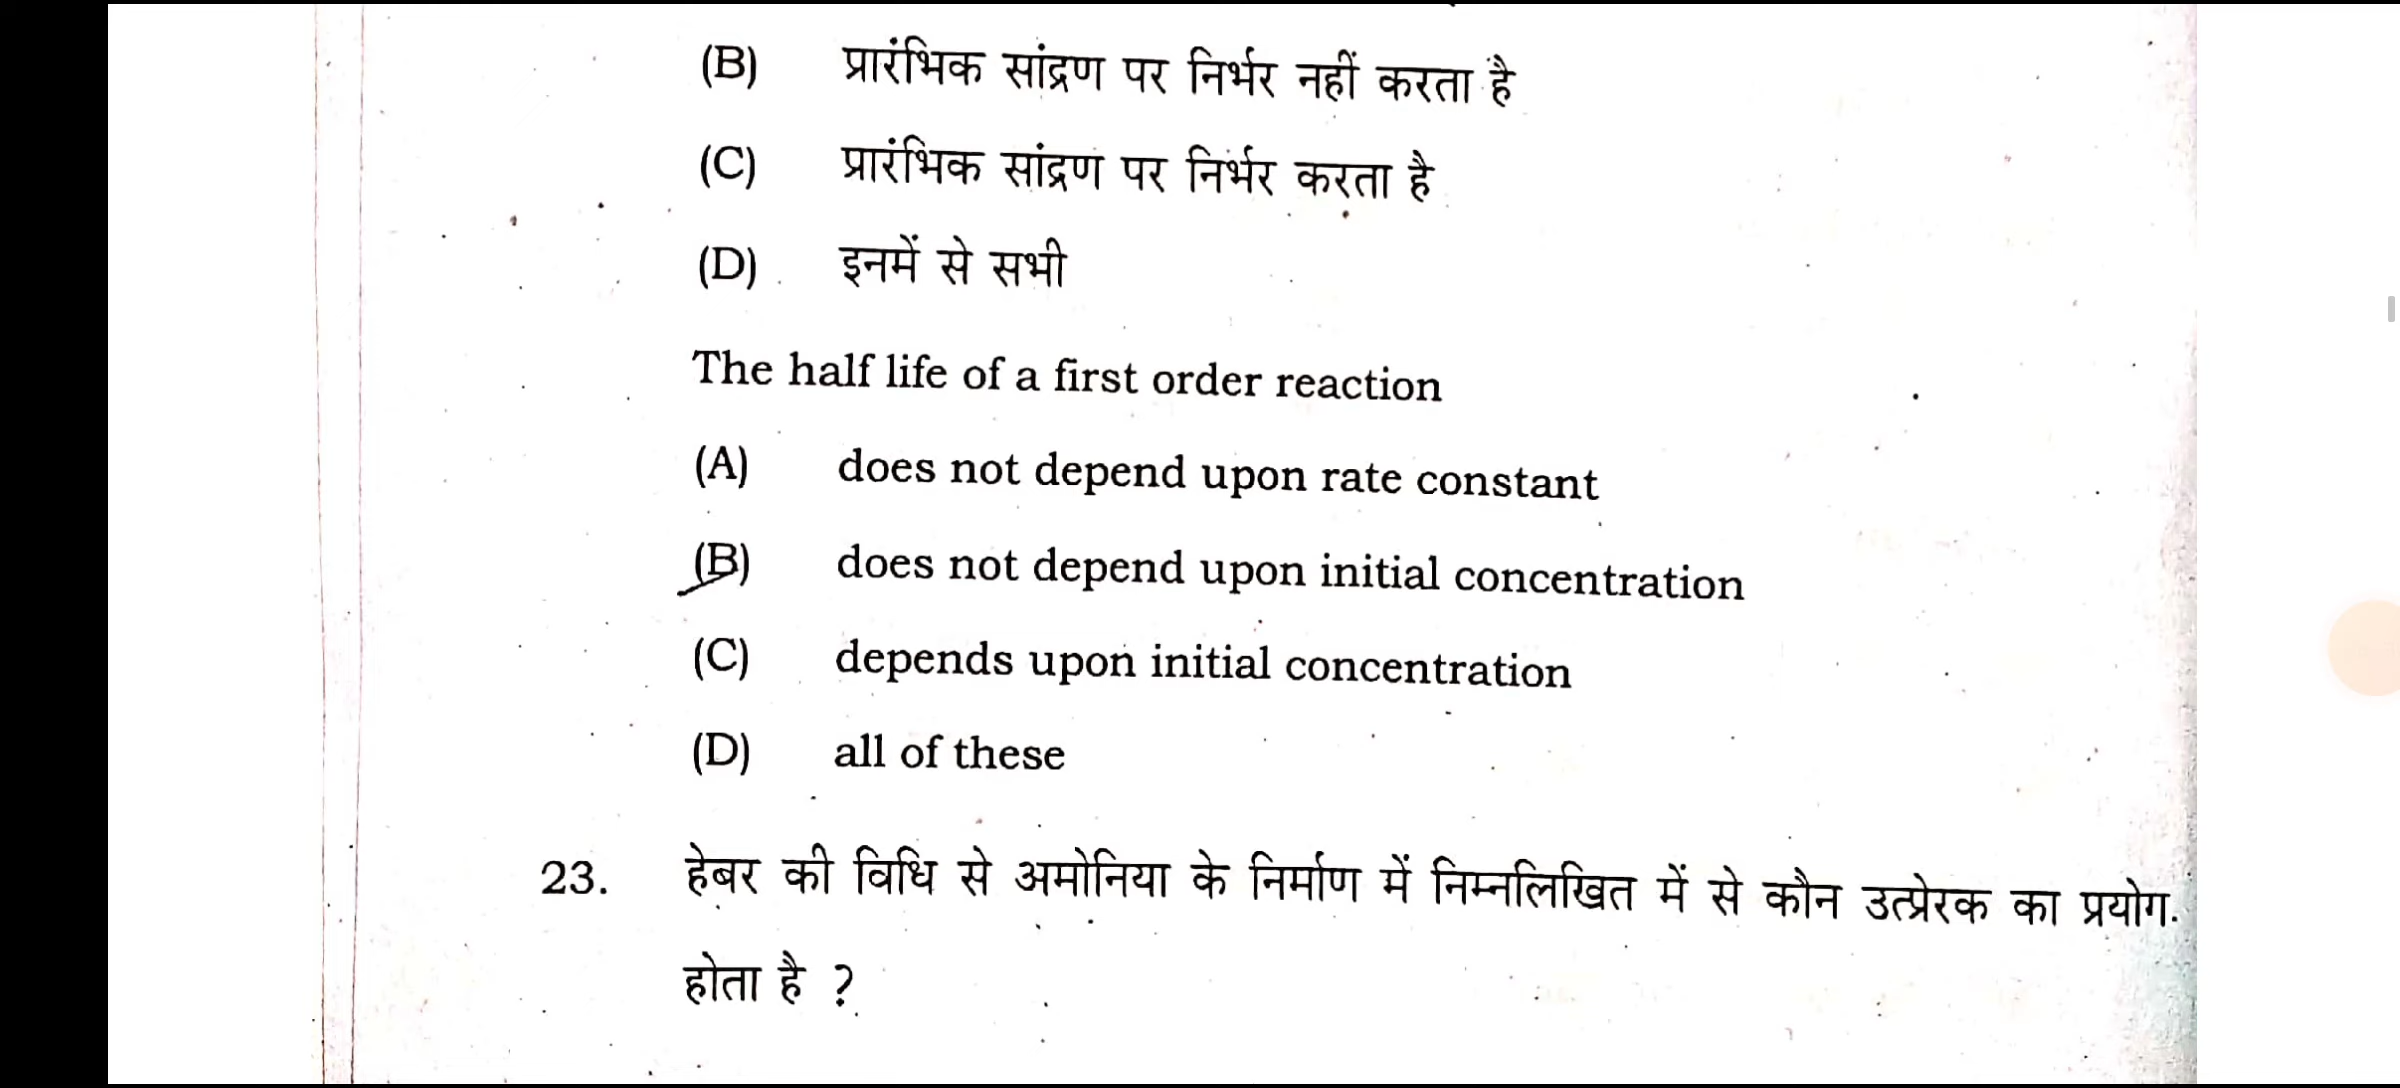 (B) प्रारंभिक सांद्रण पर निर्भर नहीं करता है
(C) प्रारंभिक सांद्रण पर निर्भर करता है
(D) इनमें से सभी
The half life of a first order reaction
(A) does not depend upon rate constant
(B) does not depend upon initial concentration
(C) depends upon initial concentration
(D) all of these
23. हेबर की विधि से अमोनिया के निर्माण में निम्नलिखित में से कौन उत्प्रेरक का प्रयोग
होता है ?